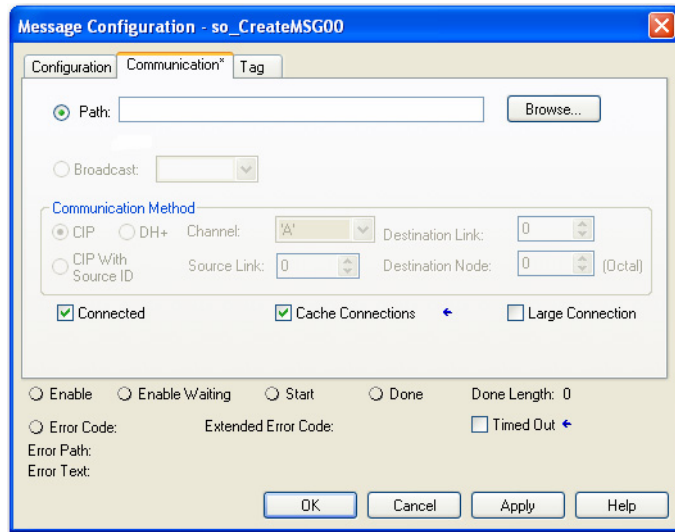 Message Configuration - so_CreateMSG00
Configuration Communication* Tag
Path: Browse...
Broadcast:
Communication Method
CIP DH+ Channel: 'A' Destination Link: 0
CIP With Source ID Source Link: 0 Destination Node: 0 (Octal)
Connected Cache Connections Large Connection
Enable Enable Waiting Start Done Done Length: 0
Error Code: Extended Error Code: Timed Out
Error Path:
Error Text:
OK Cancel Apply Help